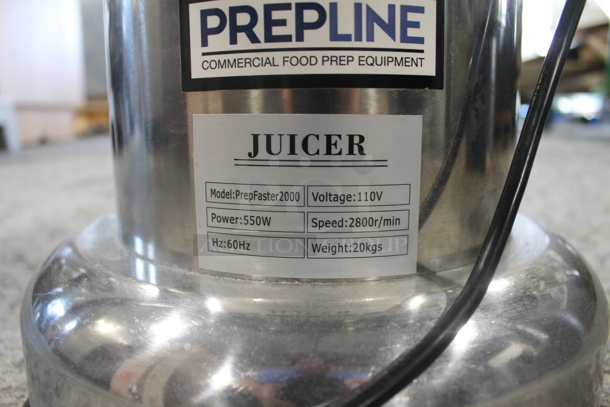 PREPLINE
COMMERCIAL FOOD PREP EQUIPMENT
JUICER
Model:PrepFaster2000 Voltage:110V
Power:550W Speed:2800r/min
Hz:60Hz Weight:20kgs